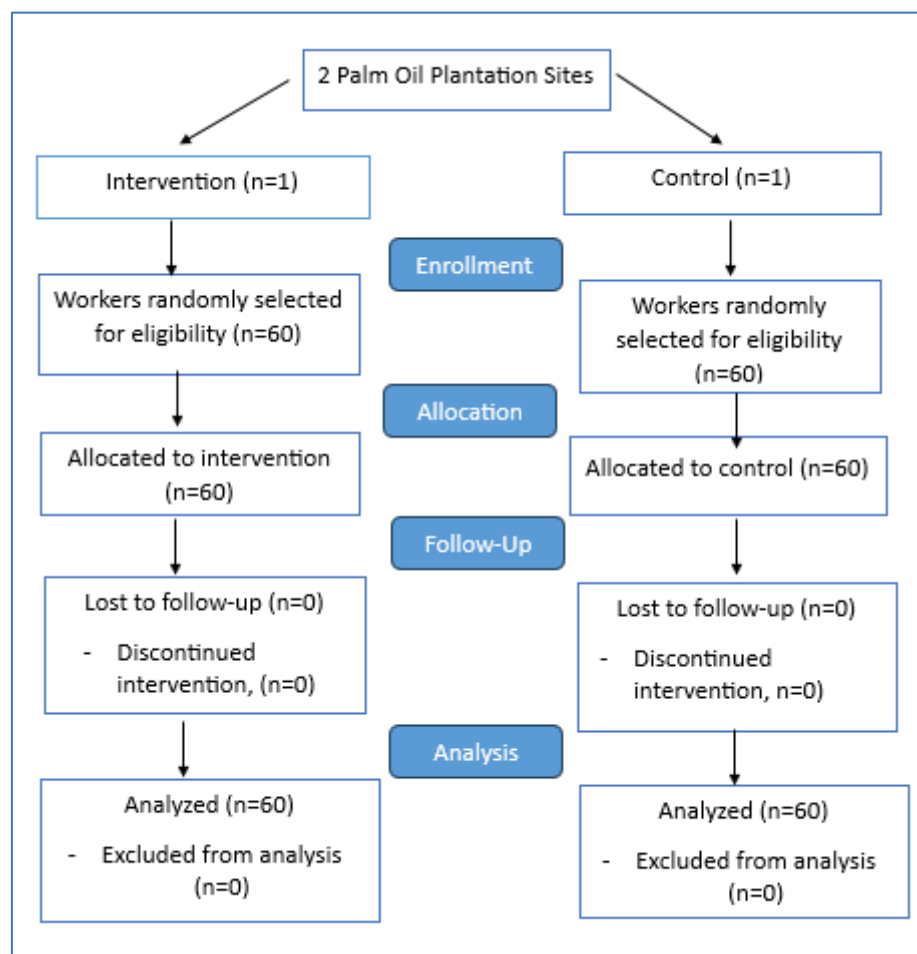 2 Palm Oil Plantation Sites
Intervention (n=1)
Control (n=1)
Enrollment
Workers randomly selected
for eligibility (n=60)
Workers randomly
selected for eligibility
(n=60)
Allocation
Allocated to intervention
(n=60)
Allocated to control (n=60)
Follow-Up
Lost to follow-up (n=0)
- Discontinued
intervention, (n=0)
Lost to follow-up (n=0)
- Discontinued
intervention, n=0)
Analysis
Analyzed (n=60)
- Excluded from analysis
(n=0)
Analyzed (n=60)
- Excluded from analysis
(n=0)